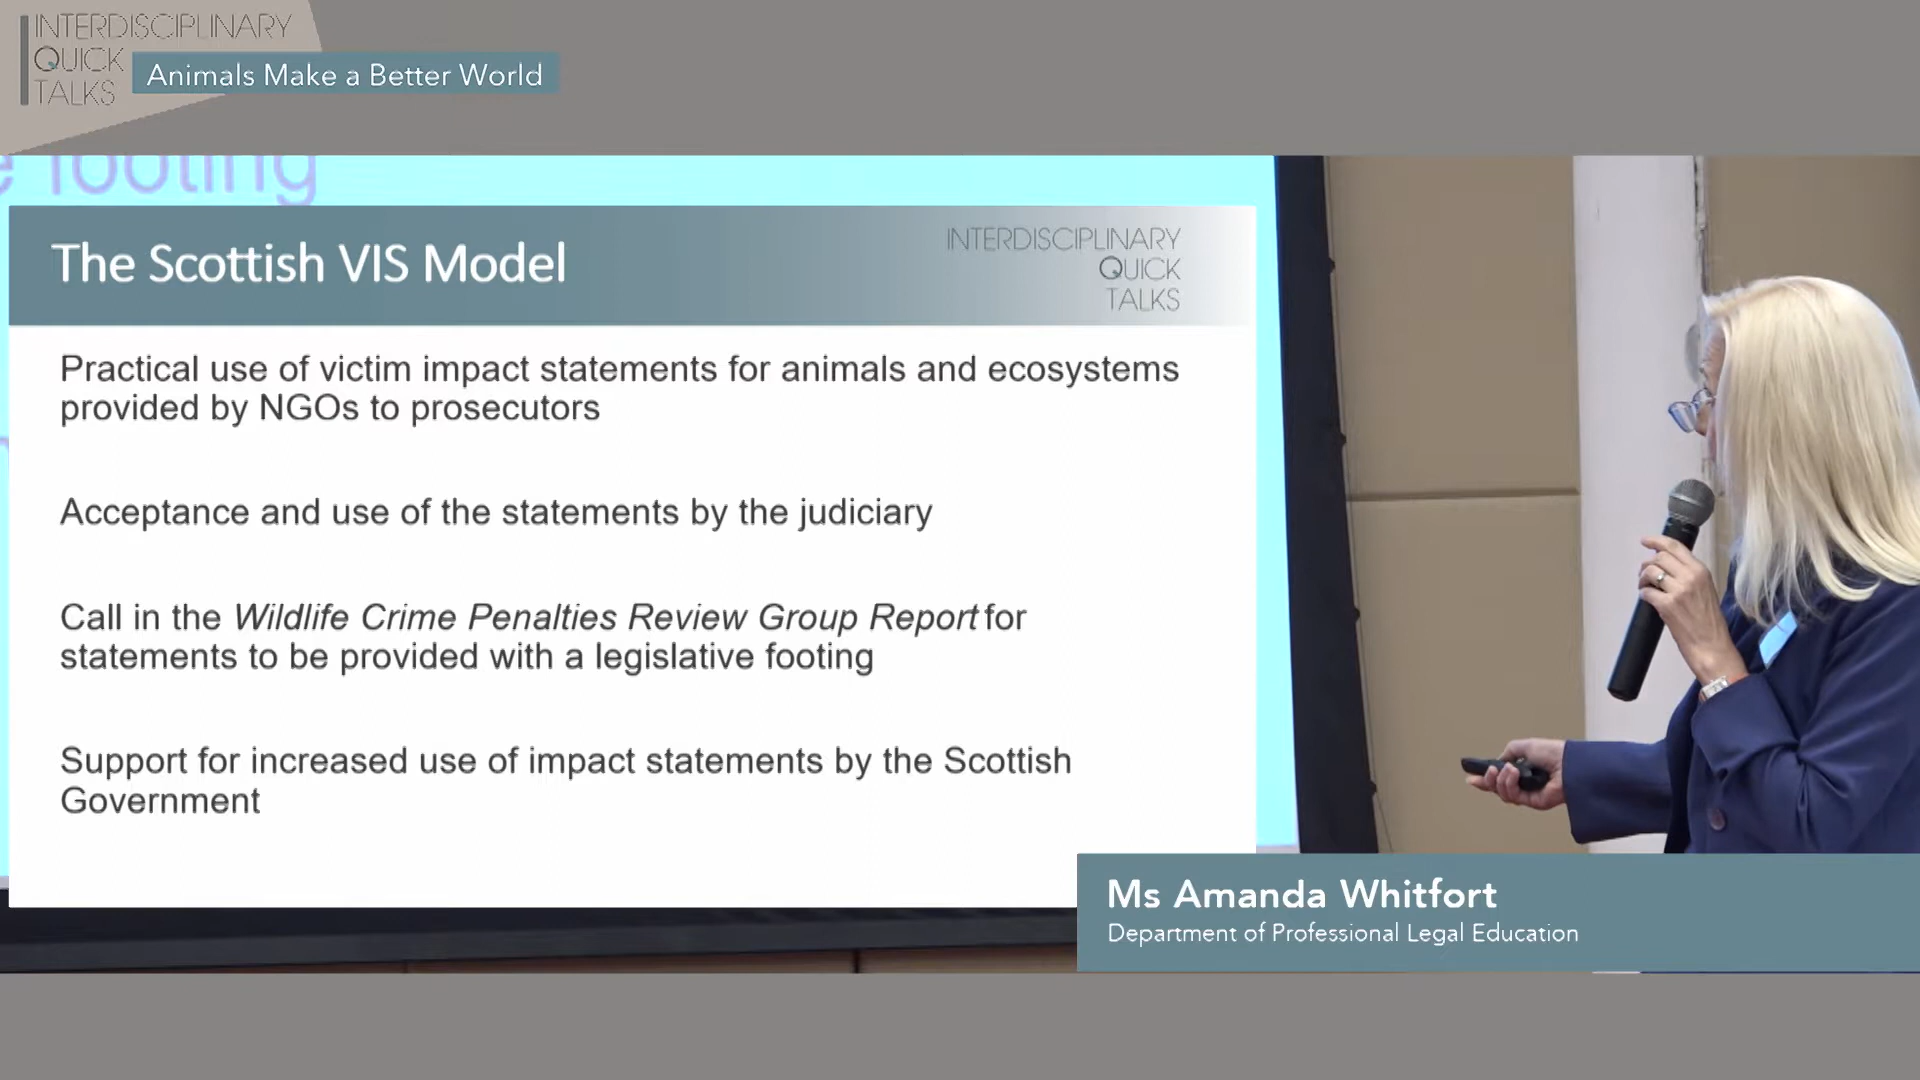 INTERDISCIPLINARY
QUICK
TALKS
Animals Make a Better World
e footing
The Scottish VIS Model
INTERDISCIPLINARY
QUICK
TALKS
Practical use of victim impact statements for animals and ecosystems
provided by NGOs to prosecutors
Acceptance and use of the statements by the judiciary
Call in the Wildlife Crime Penalties Review Group Report for
statements to be provided with a legislative footing
Support for increased use of impact statements by the Scottish
Government
Ms Amanda Whitfort
Department of Professional Legal Education